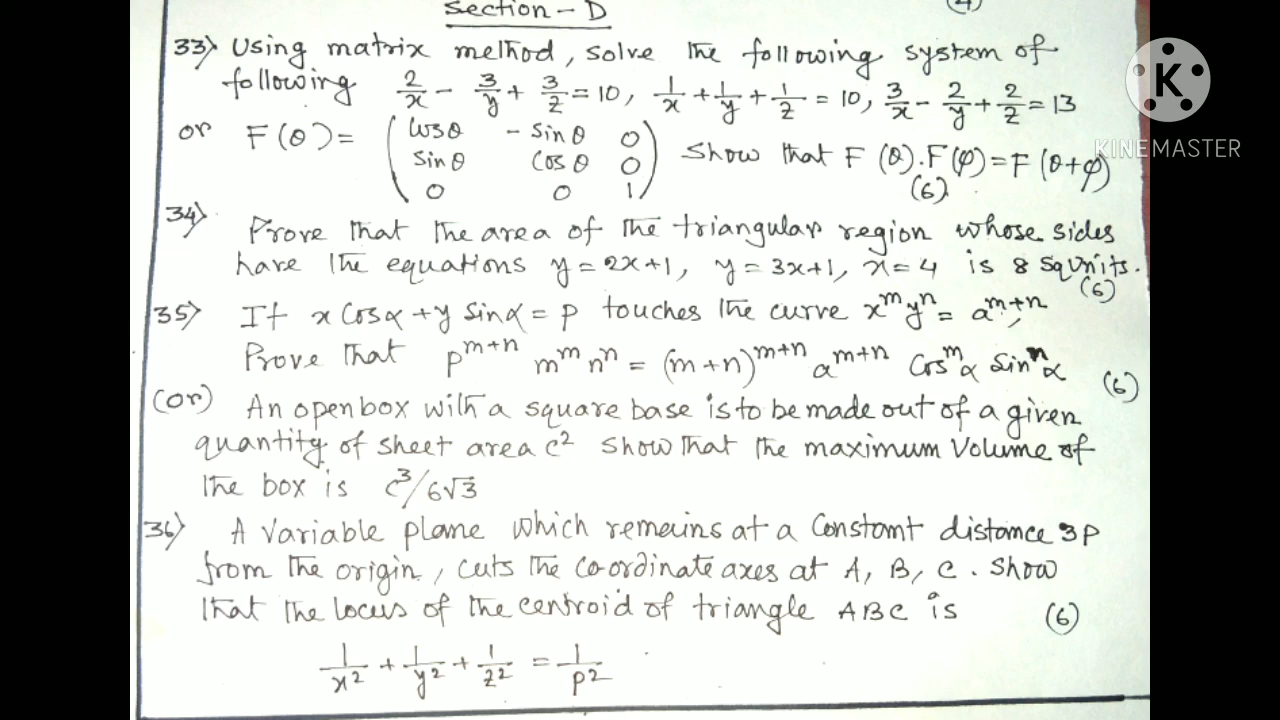 Section - D
(4)
33) Using matrix method, solve the following system of
following 2/x - 3/y + 3/z = 10, 1/x + 1/y + 1/z = 10, 3/x - 2/y + 2/z = 13
K
KINEMASTER
or F(θ) = ( cosθ - sinθ 0
sinθ cosθ 0
0 0 1 ) show that F(θ).F(φ) = F(θ+φ)
(6)
34)
Prove that the area of the triangular region whose sides
have the equations y = 2x+1, y = 3x+1, x = 4 is 8 sq units.
(6)
35) If x cosα + y sinα = p touches the curve x^m y^n = a^{m+n},
Prove that p^{m+n} m^m n^n = (m+n)^{m+n} a^{m+n} cos^m α sin^n α
(6)
(or) An open box with a square base is to be made out of a given
quantity of sheet area c² show that the maximum volume of
the box is c³/6√3
36) A variable plane which remains at a constamt distamce 3p
from the origin, cuts the co-ordinate axes at A, B, C. show
that the locus of the centroid of triangle ABC is (6)
1/x² + 1/y² + 1/z² = 1/p²